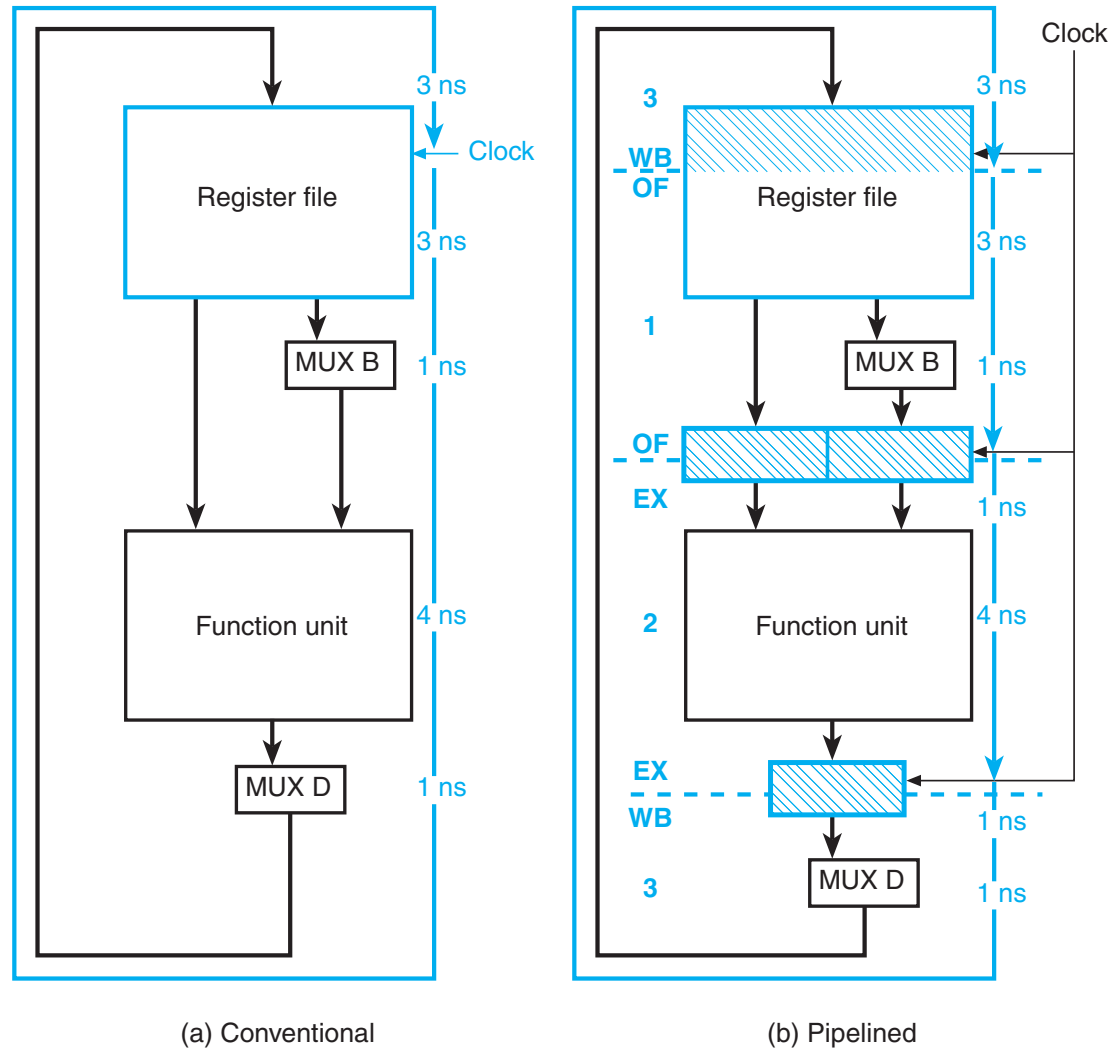 3 ns
Clock
Register file
3 ns
MUX B
1 ns
Function unit
4 ns
MUX D
1 ns
(a) Conventional
Clock
3
3 ns
WB
OF
Register file
3 ns
1
MUX B
1 ns
OF
EX
1 ns
2
Function unit
4 ns
EX
WB
1 ns
3
MUX D
1 ns
(b) Pipelined